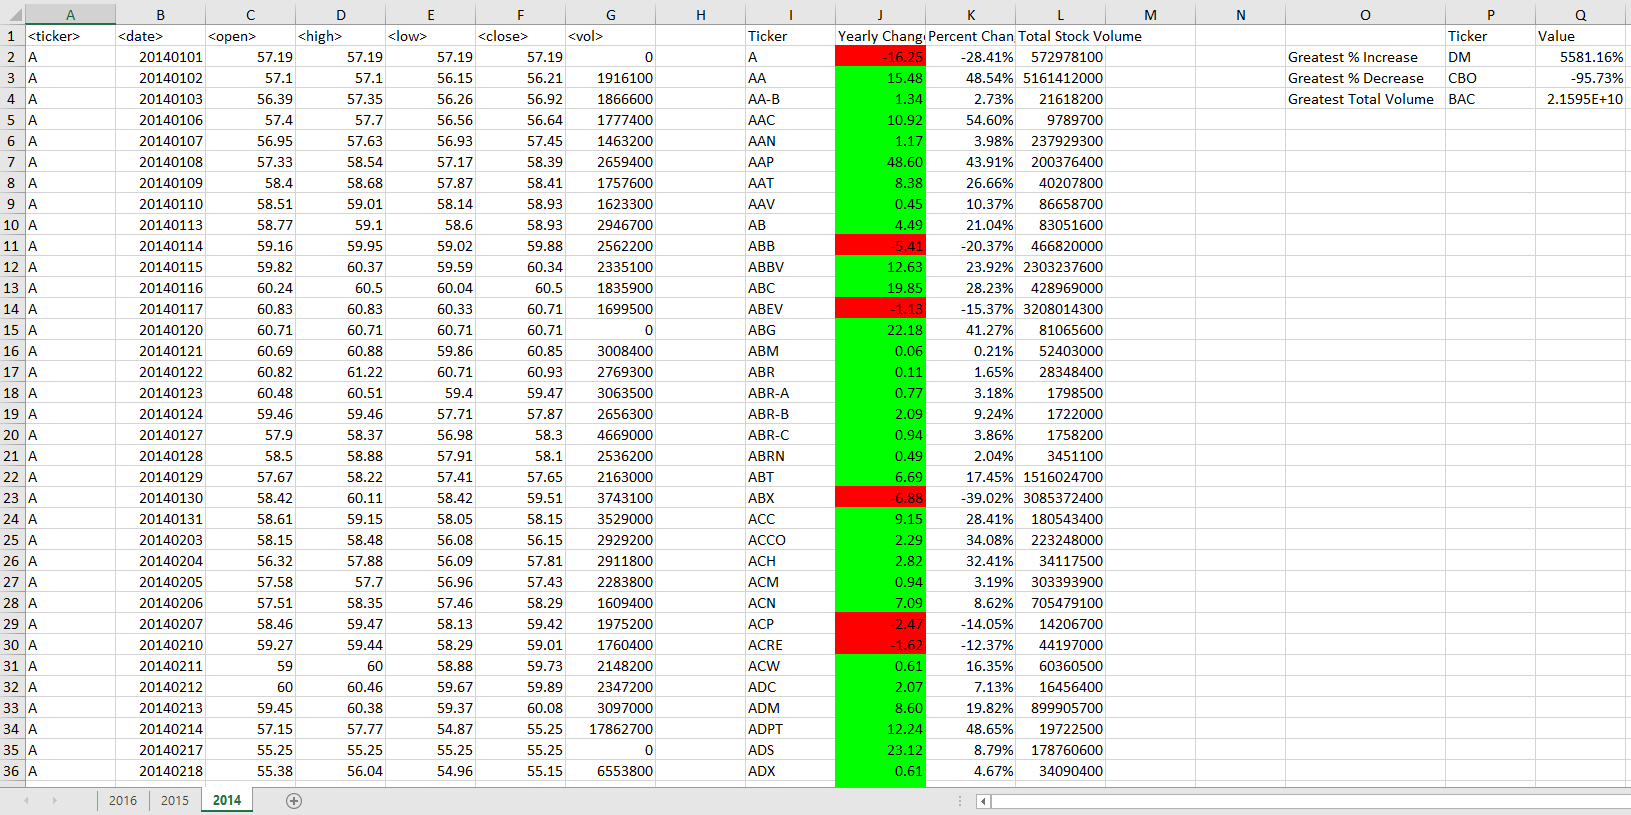 A B C D E F G H I J K L M N O P Q
1 <ticker> <date> <open> <high> <low> <close> <vol> Ticker Yearly Chang Percent Chan Total Stock Volume Ticker Value
2 A 20140101 57.19 57.19 57.19 57.19 0 A -16.25 -28.41% 572978100 Greatest % Increase DM 5581.16%
3 A 20140102 57.1 57.1 56.15 56.21 1916100 AA 15.48 48.54% 5161412000 Greatest % Decrease CBO -95.73%
4 A 20140103 56.39 57.35 56.26 56.92 1866600 AA-B 1.34 2.73% 21618200 Greatest Total Volume BAC 2.1595E+10
5 A 20140106 57.4 57.7 56.56 56.64 1777400 AAC 10.92 54.60% 9789700
6 A 20140107 56.95 57.63 56.93 57.45 1463200 AAN 1.17 3.98% 237929300
7 A 20140108 57.33 58.54 57.17 58.39 2659400 AAP 48.60 43.91% 200376400
8 A 20140109 58.4 58.68 57.87 58.41 1757600 AAT 8.38 26.66% 40207800
9 A 20140110 58.51 59.01 58.14 58.93 1623300 AAV 0.45 10.37% 86658700
10 A 20140113 58.77 59.1 58.6 58.93 2946700 AB 4.49 21.04% 83051600
11 A 20140114 59.16 59.95 59.02 59.88 2562200 ABB -5.41 -20.37% 466820000
12 A 20140115 59.82 60.37 59.59 60.34 2335100 ABBV 12.63 23.92% 2303237600
13 A 20140116 60.24 60.5 60.04 60.5 1835900 ABC 19.85 28.23% 428969000
14 A 20140117 60.83 60.83 60.33 60.71 1699500 ABEV -1.13 -15.37% 3208014300
15 A 20140120 60.71 60.71 60.71 60.71 0 ABG 22.18 41.27% 81065600
16 A 20140121 60.69 60.88 59.86 60.85 3008400 ABM 0.06 0.21% 52403000
17 A 20140122 60.82 61.22 60.71 60.93 2769300 ABR 0.11 1.65% 28348400
18 A 20140123 60.48 60.51 59.4 59.47 3063500 ABR-A 0.77 3.18% 1798500
19 A 20140124 59.46 59.46 57.71 57.87 2656300 ABR-B 2.09 9.24% 1722000
20 A 20140127 57.9 58.37 56.98 58.3 4669000 ABR-C 0.94 3.86% 1758200
21 A 20140128 58.5 58.88 57.91 58.1 2536200 ABRN 0.49 2.04% 3451100
22 A 20140129 57.67 58.22 57.41 57.65 2163000 ABT 6.69 17.45% 1516024700
23 A 20140130 58.42 60.11 58.42 59.51 3743100 ABX -6.88 -39.02% 3085372400
24 A 20140131 58.61 59.15 58.05 58.15 3529000 ACC 9.15 28.41% 180543400
25 A 20140203 58.15 58.48 56.08 56.15 2929200 ACCO 2.29 34.08% 223248000
26 A 20140204 56.32 57.88 56.09 57.81 2911800 ACH 2.82 32.41% 34117500
27 A 20140205 57.58 57.7 56.96 57.43 2283800 ACM 0.94 3.19% 303393900
28 A 20140206 57.51 58.35 57.46 58.29 1609400 ACN 7.09 8.62% 705479100
29 A 20140207 58.46 59.47 58.13 59.42 1975200 ACP -2.47 -14.05% 14206700
30 A 20140210 59.27 59.44 58.29 59.01 1760400 ACRE -1.62 -12.37% 44197000
31 A 20140211 59 60 58.88 59.73 2148200 ACW 0.61 16.35% 60360500
32 A 20140212 60 60.46 59.67 59.89 2347200 ADC 2.07 7.13% 16456400
33 A 20140213 59.45 60.38 59.37 60.08 3097000 ADM 8.60 19.82% 899905700
34 A 20140214 57.15 57.77 54.87 55.25 17862700 ADPT 12.24 48.65% 19722500
35 A 20140217 55.25 55.25 55.25 55.25 0 ADS 23.12 8.79% 178760600
36 A 20140218 55.38 56.04 54.96 55.15 6553800 ADX 0.61 4.67% 34090400
2016 2015 2014